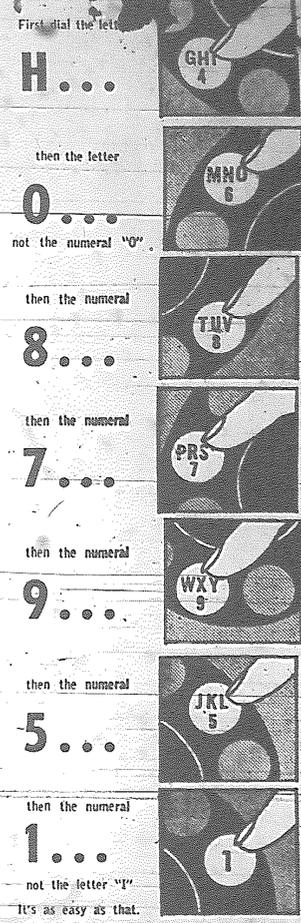 First dial the letter
H...
GHI
4
then the letter
O...
not the numeral "0".
MNO
6
then the numeral
8...
TUV
8
then the numeral
7...
PRS
7
then the numeral
9...
WXY
9
then the numeral
5...
JKL
5
then the numeral
1...
not the letter "I"
It's as easy as that.
1